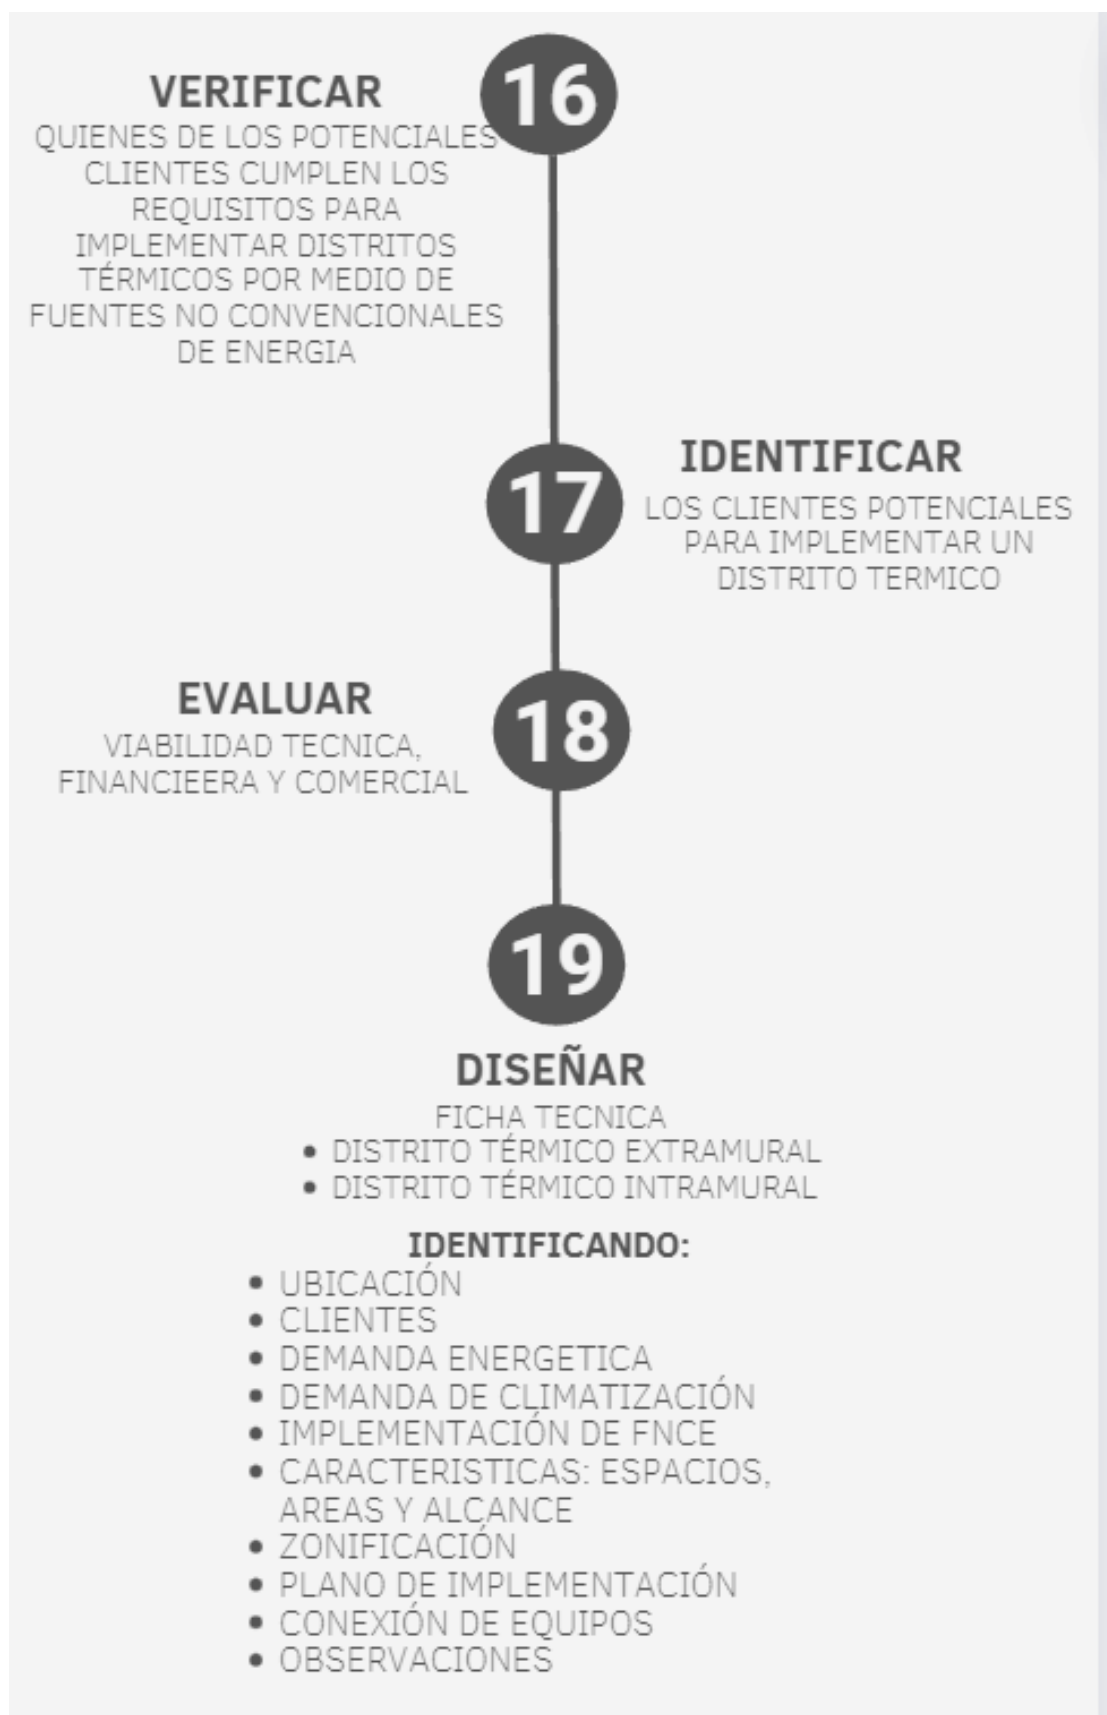 16
VERIFICAR
QUIENES DE LOS POTENCIALES
CLIENTES CUMPLEN LOS
REQUISITOS PARA
IMPLEMENTAR DISTRITOS
TÉRMICOS POR MEDIO DE
FUENTES NO CONVENCIONALES
DE ENERGIA
17
IDENTIFICAR
LOS CLIENTES POTENCIALES
PARA IMPLEMENTAR UN
DISTRITO TERMICO
18
EVALUAR
VIABILIDAD TECNICA,
FINANCIEERA Y COMERCIAL
19
DISEÑAR
FICHA TECNICA
• DISTRITO TÉRMICO EXTRAMURAL
• DISTRITO TÉRMICO INTRAMURAL
IDENTIFICANDO:
• UBICACIÓN
• CLIENTES
• DEMANDA ENERGETICA
• DEMANDA DE CLIMATIZACIÓN
• IMPLEMENTACIÓN DE FNCE
• CARACTERISTICAS: ESPACIOS,
AREAS Y ALCANCE
• ZONIFICACIÓN
• PLANO DE IMPLEMENTACIÓN
• CONEXIÓN DE EQUIPOS
• OBSERVACIONES